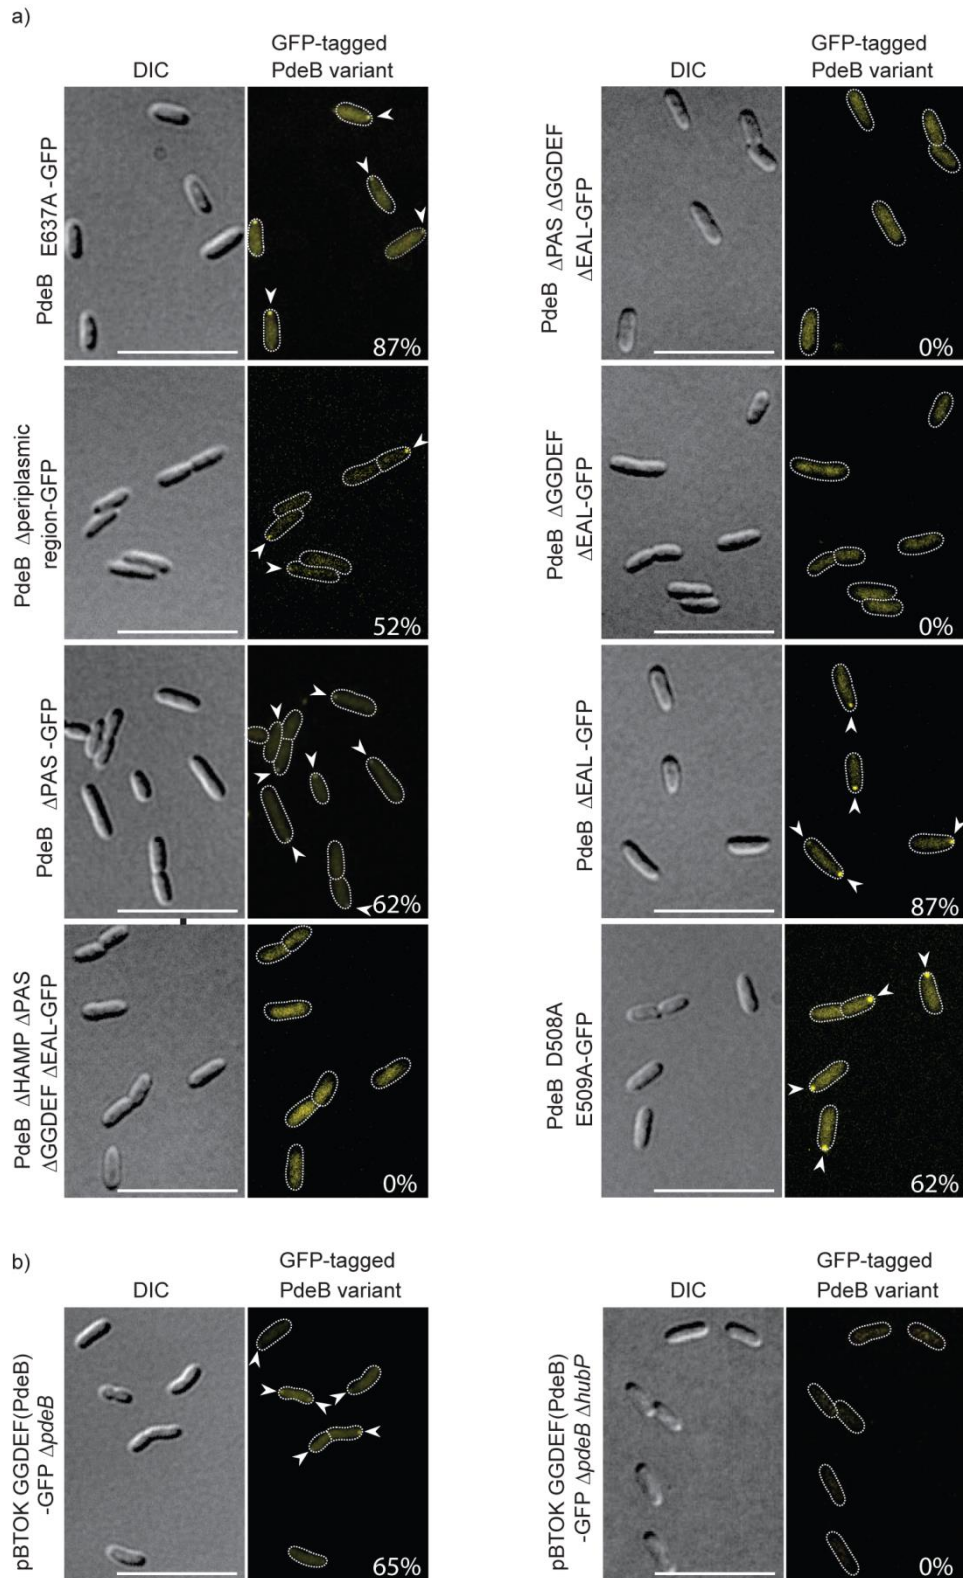 a)
DIC
GFP-tagged
PdeB variant
PdeB E637A -GFP
87%
PdeB Δperiplasmic
region-GFP
52%
PdeB ΔPAS -GFP
62%
PdeB ΔHAMP ΔPAS
ΔGGDEF ΔEAL-GFP
0%
DIC
GFP-tagged
PdeB variant
PdeB ΔPAS ΔGGDEF
ΔEAL-GFP
0%
PdeB ΔGGDEF
ΔEAL-GFP
0%
PdeB ΔEAL -GFP
87%
PdeB D508A
E509A-GFP
62%
b)
DIC
GFP-tagged
PdeB variant
pBTOK GGDEF(PdeB)
-GFP ΔpdeB
65%
DIC
GFP-tagged
PdeB variant
pBTOK GGDEF(PdeB)
-GFP ΔpdeB ΔhubP
0%